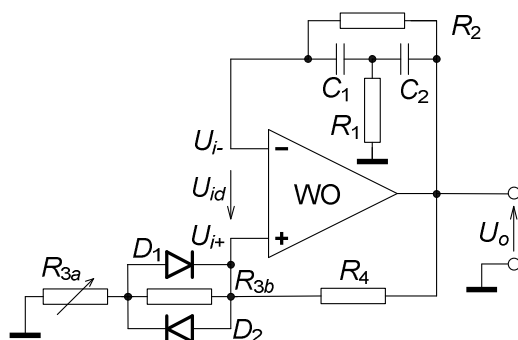 R2
C1
C2
R1
Ui-
-
Uid
WO
Ui+
+
Uo
D1
R3a
R3b
R4
D2